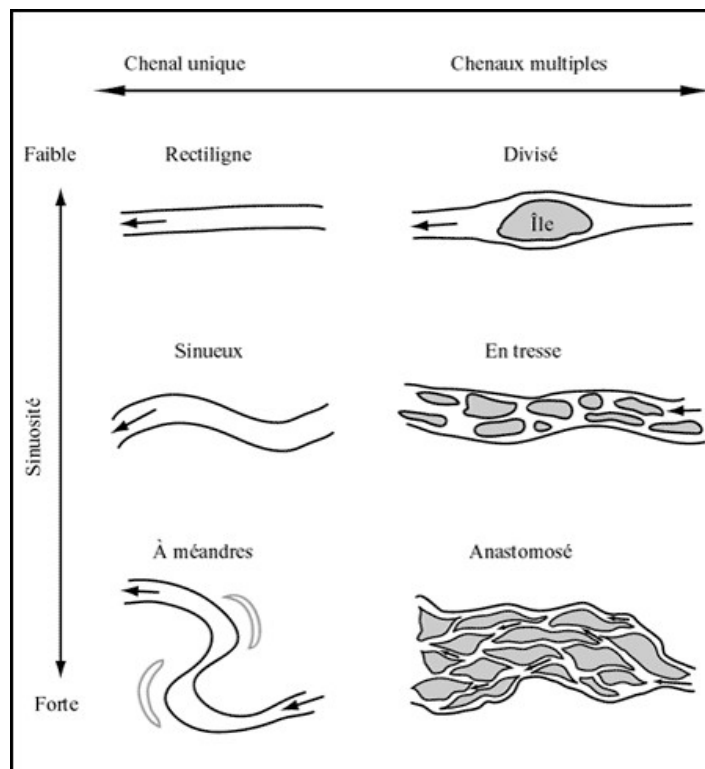 Chenal unique Chenaux multiples
Faible Rectiligne Divisé
Île
Sinueux En tresse
Sinuosité
À méandres Anastomosé
Forte